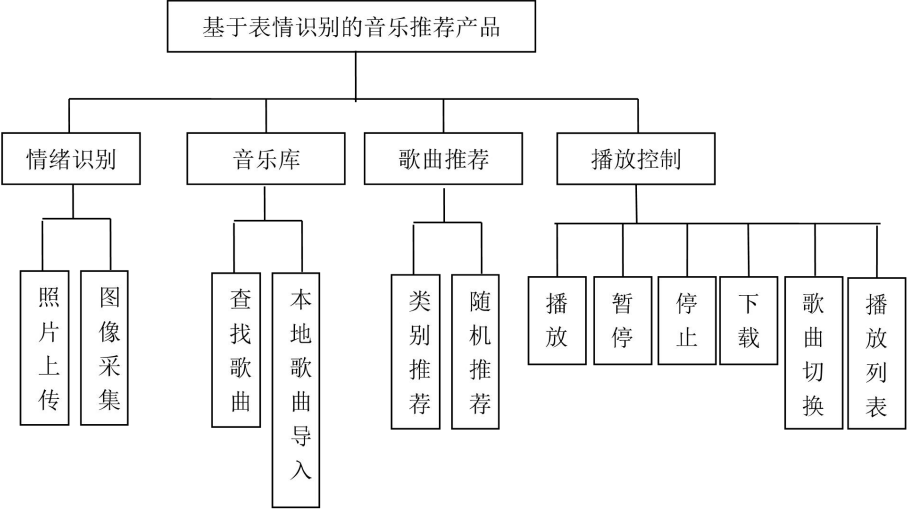 基于表情识别的音乐推荐产品
情绪识别
音乐库
歌曲推荐
播放控制
照片上传
图像采集
查找歌曲
本地歌曲导入
类别推荐
随机推荐
播放
暂停
停止
下载
歌曲切换
播放列表